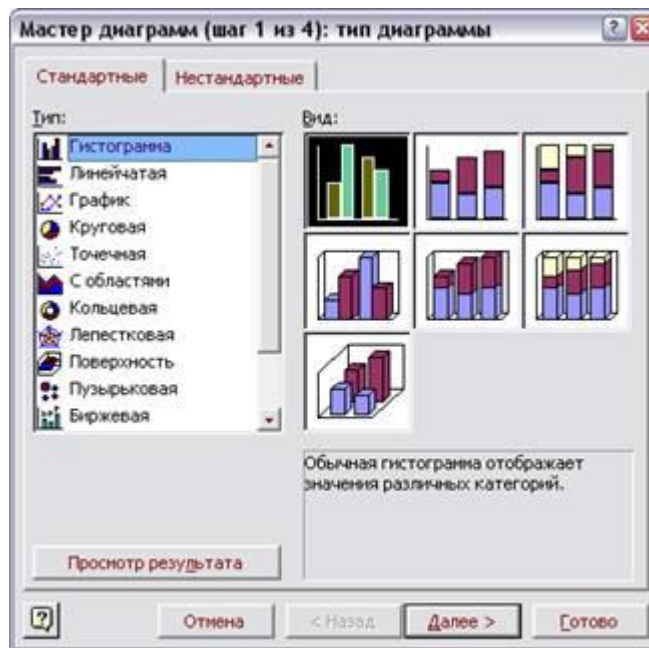 Мастер диаграмм (шаг 1 из 4): тип диаграммы
Стандартные
Нестандартные
Тип:
Гистограмма
Линейчатая
График
Круговая
Точечная
С областями
Кольцевая
Лепестковая
Поверхность
Пузырьковая
Биржевая
Вид:
Обычная гистограмма отображает
значения различных категорий.
Просмотр результата
Отмена
< Назад
Далее >
Готово